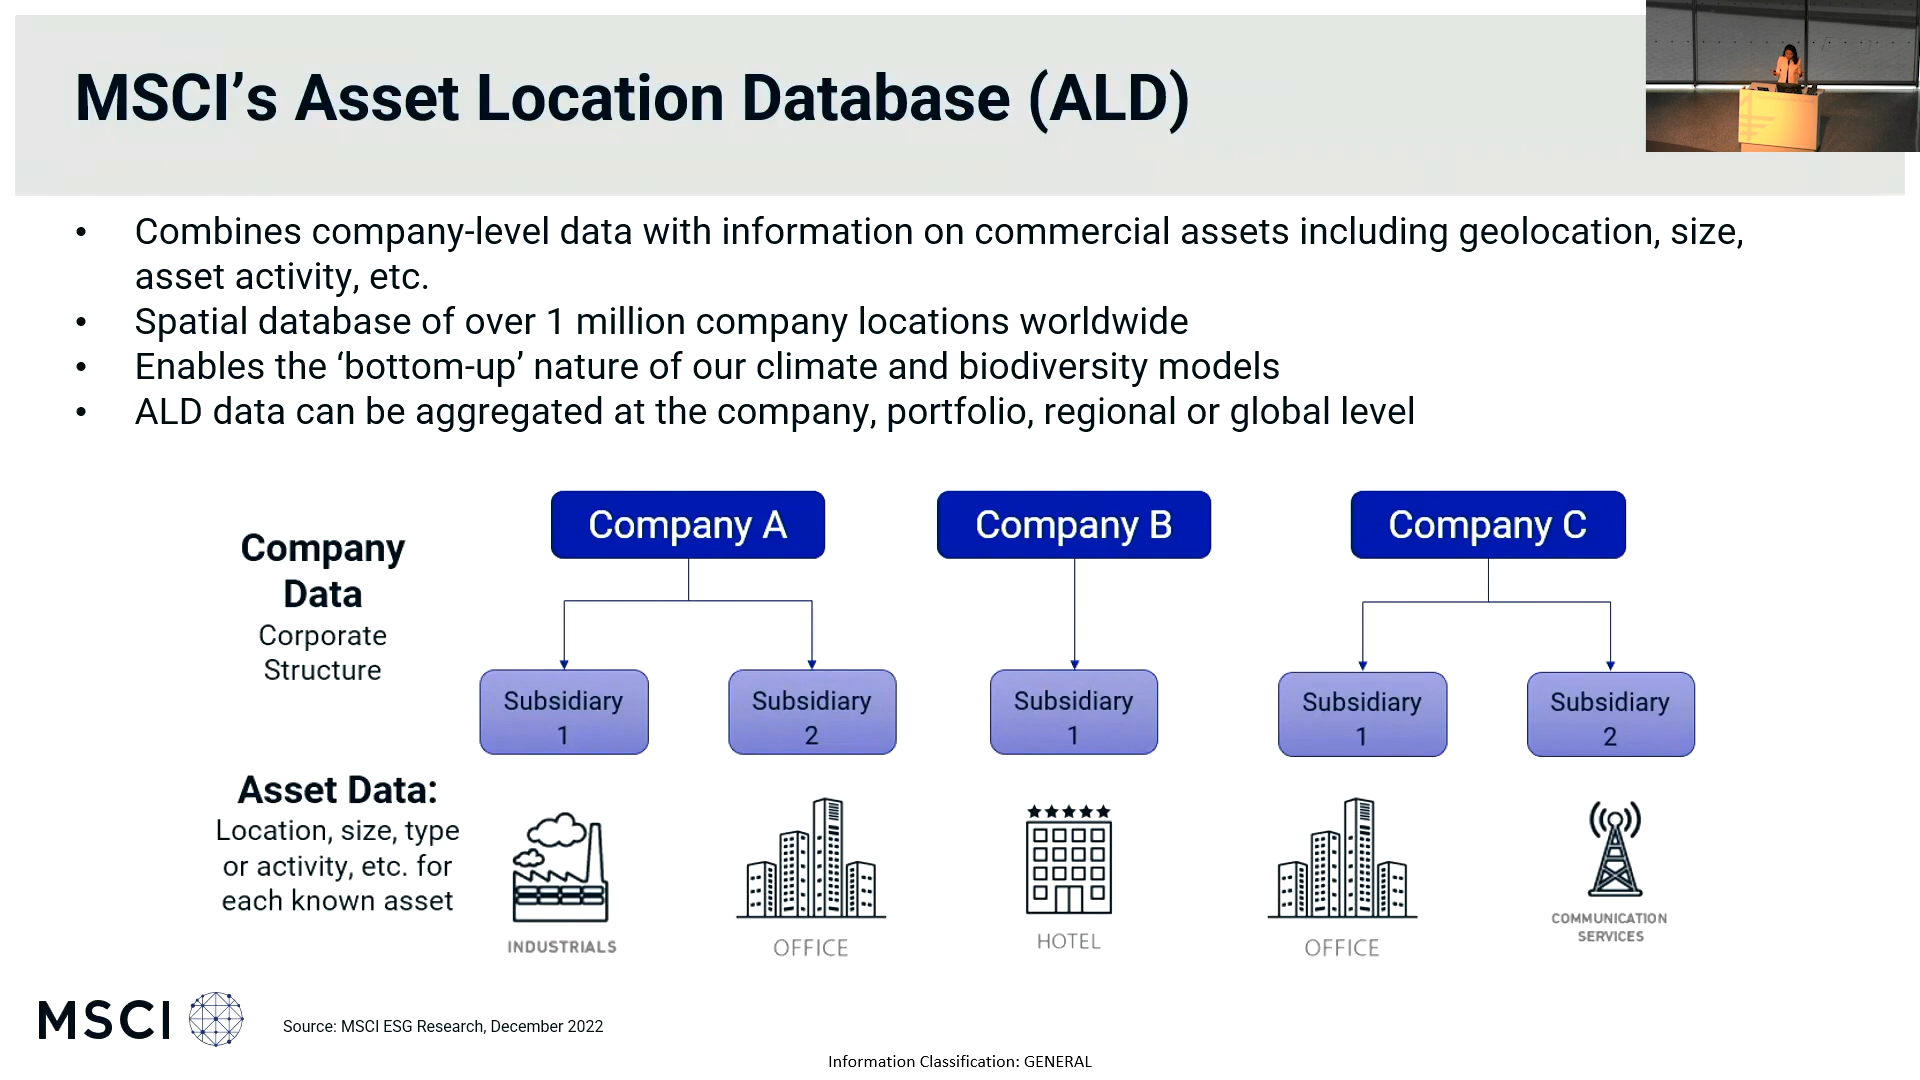 MSCI’s Asset Location Database (ALD)
• Combines company-level data with information on commercial assets including geolocation, size,
asset activity, etc.
• Spatial database of over 1 million company locations worldwide
• Enables the ‘bottom-up’ nature of our climate and biodiversity models
• ALD data can be aggregated at the company, portfolio, regional or global level
Company
Data
Corporate
Structure
Company A
Company B
Company C
Subsidiary
1
Subsidiary
2
Subsidiary
1
Subsidiary
1
Subsidiary
2
Asset Data:
Location, size, type
or activity, etc. for
each known asset
INDUSTRIALS
OFFICE
HOTEL
OFFICE
COMMUNICATION
SERVICES
MSCI
Source: MSCI ESG Research, December 2022
Information Classification: GENERAL